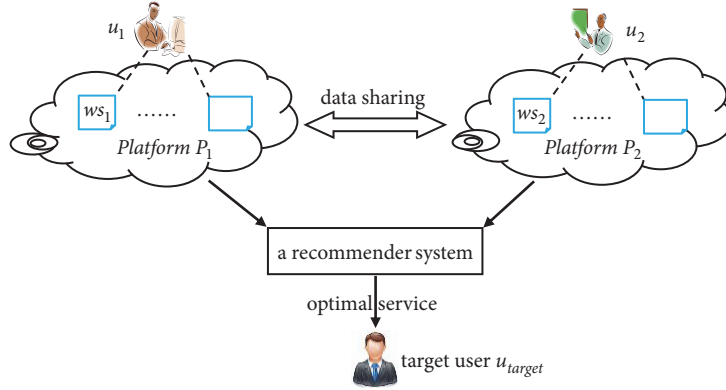 u1
u2
ws1 ......
Platform P1
data sharing
ws2 ......
Platform P2
a recommender system
optimal service
target user utarget